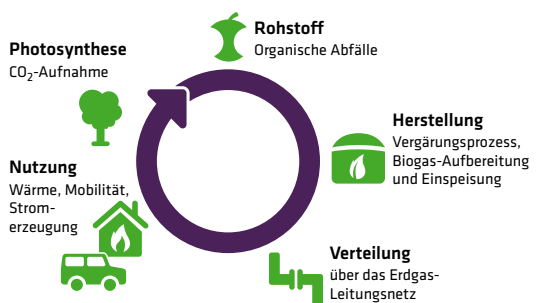 Rohstoff
Organische Abfälle
Herstellung
Vergärungsprozess,
Biogas-Aufbereitung
und Einspeisung
Verteilung
über das Erdgas-
Leitungsnetz
Nutzung
Wärme, Mobilität,
Strom-
erzeugung
Photosynthese
CO₂-Aufnahme